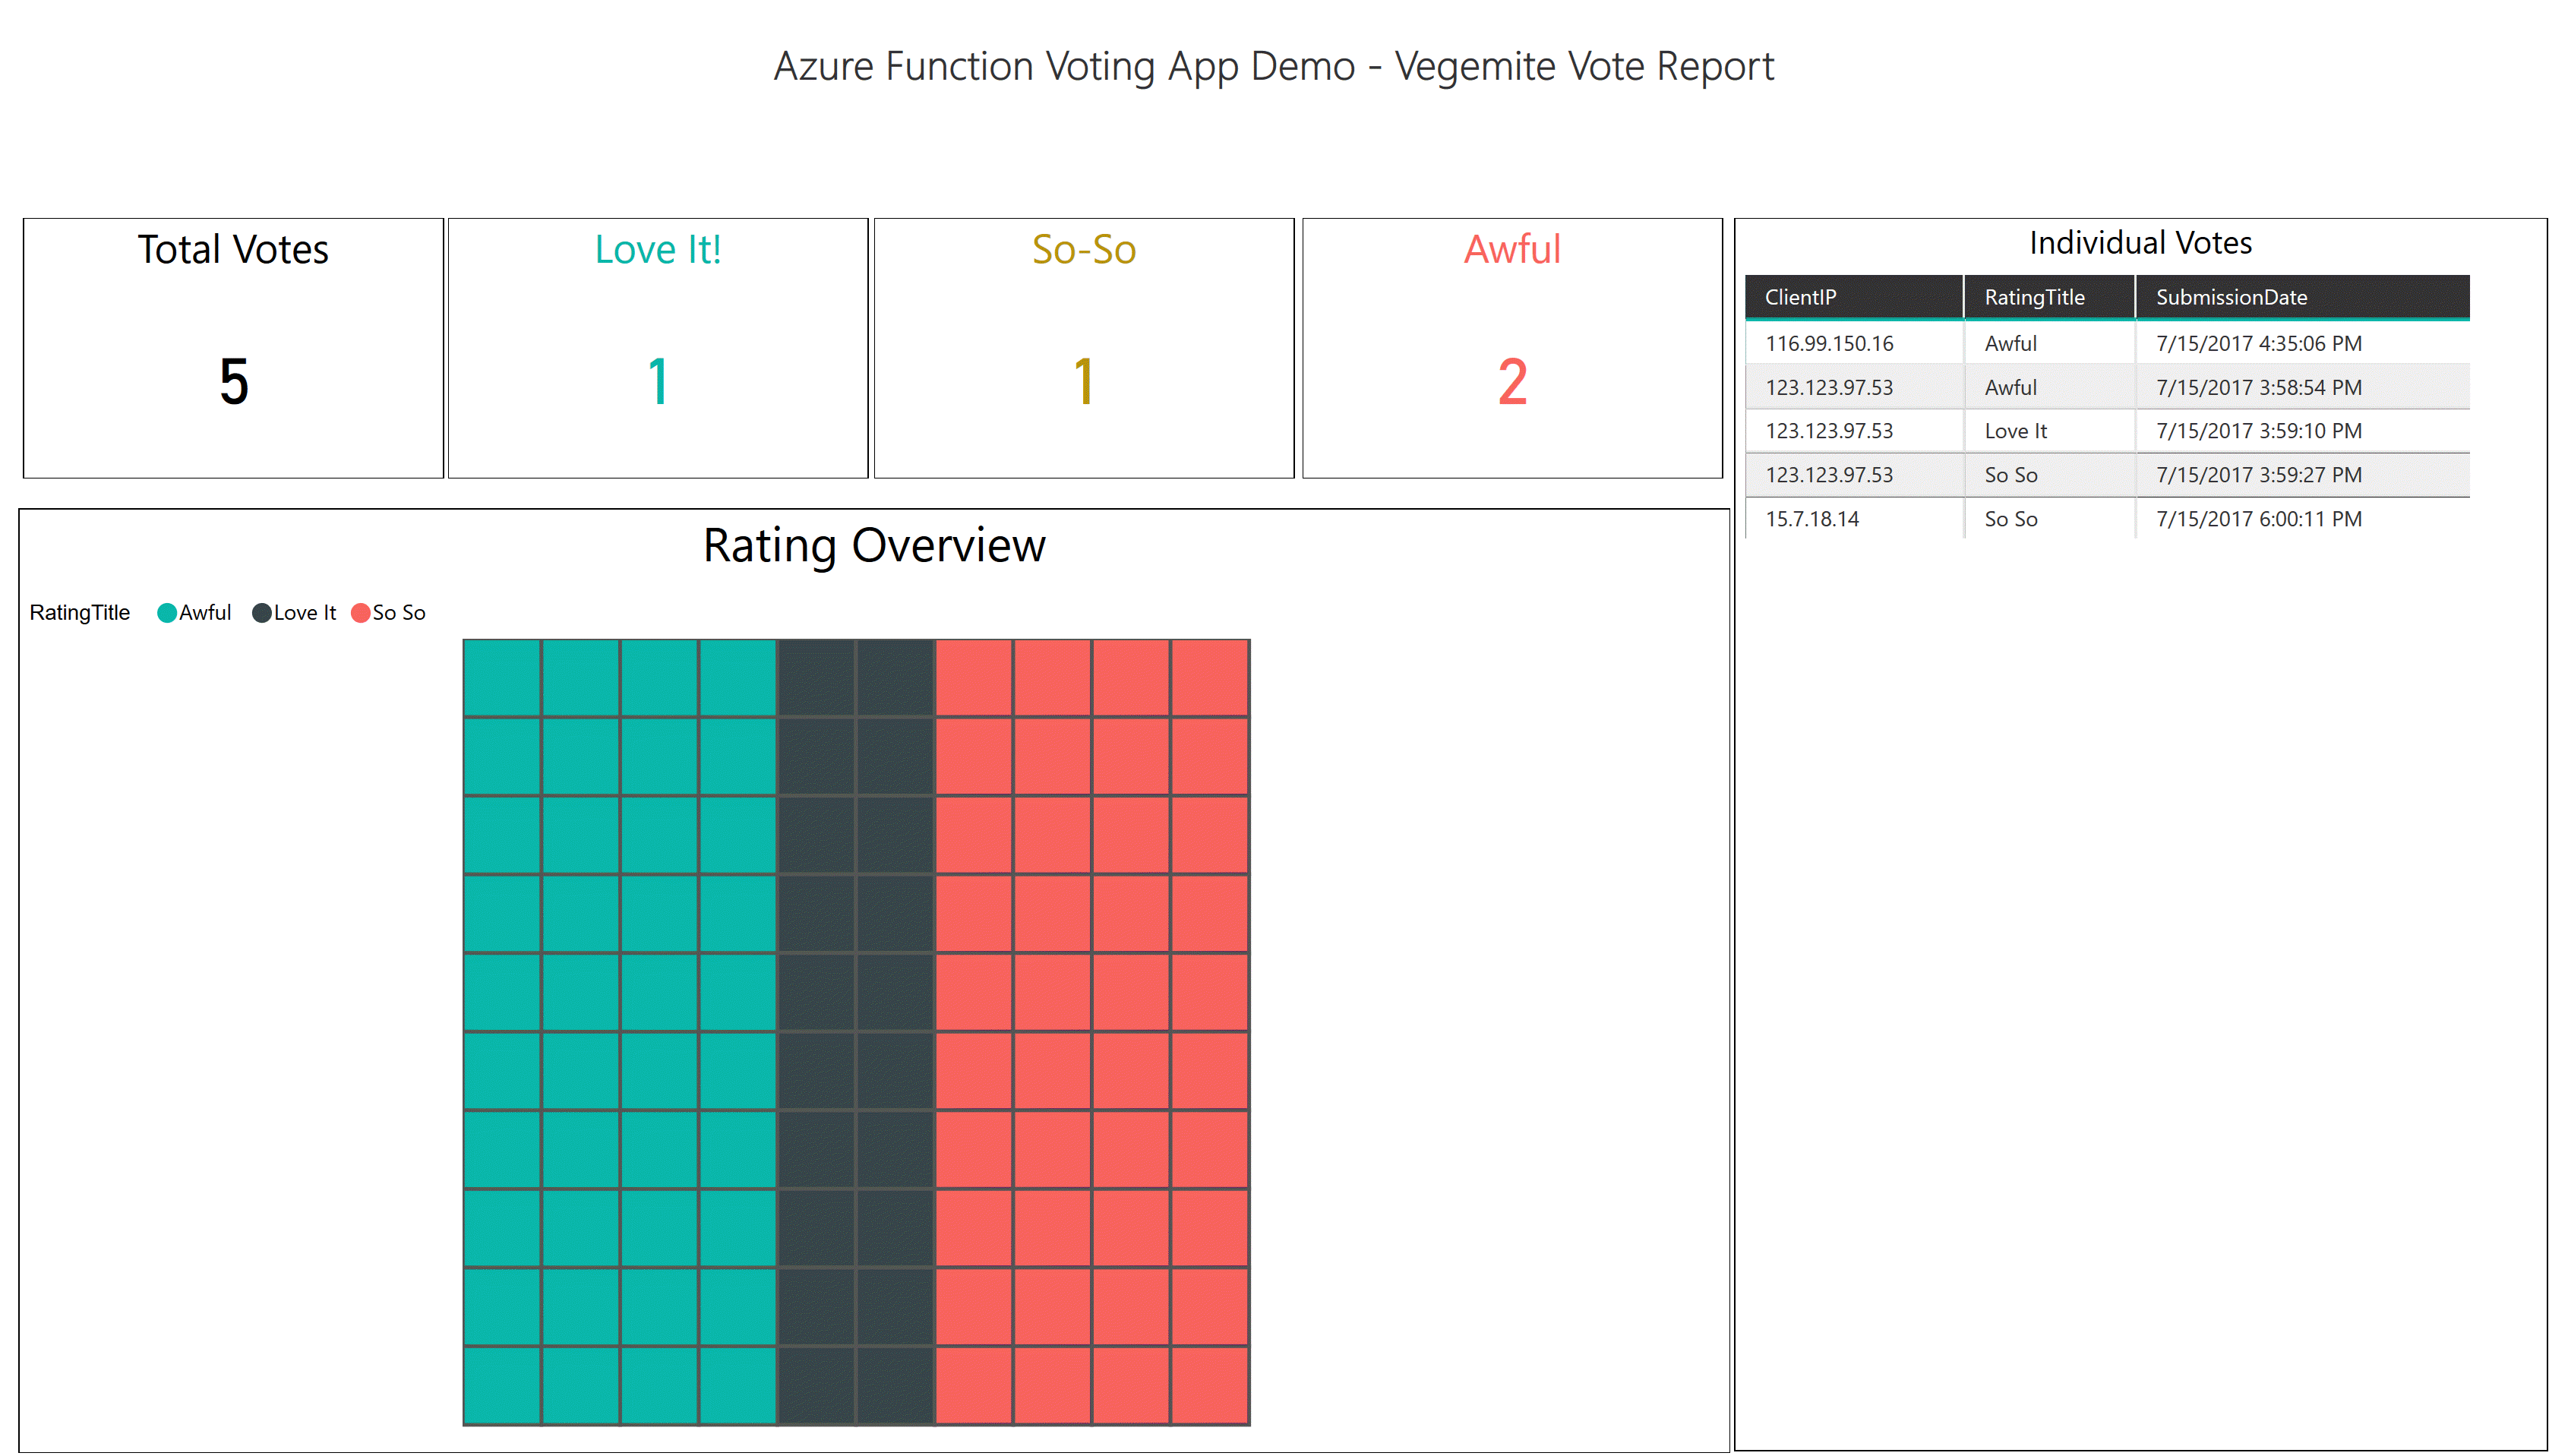 Azure Function Voting App Demo - Vegemite Vote Report
Total Votes
5
Love It!
1
So-So
1
Awful
2
Individual Votes
ClientIP RatingTitle SubmissionDate
116.99.150.16 Awful 7/15/2017 4:35:06 PM
123.123.97.53 Awful 7/15/2017 3:58:54 PM
123.123.97.53 Love It 7/15/2017 3:59:10 PM
123.123.97.53 So So 7/15/2017 3:59:27 PM
15.7.18.14 So So 7/15/2017 6:00:11 PM
Rating Overview
RatingTitle Awful Love It So So